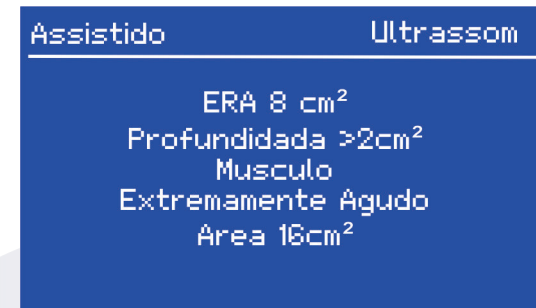 Assistido Ultrassom
ERA 8 cm²
Profundidada >2cm²
Musculo
Extremamente Agudo
Area 16cm²